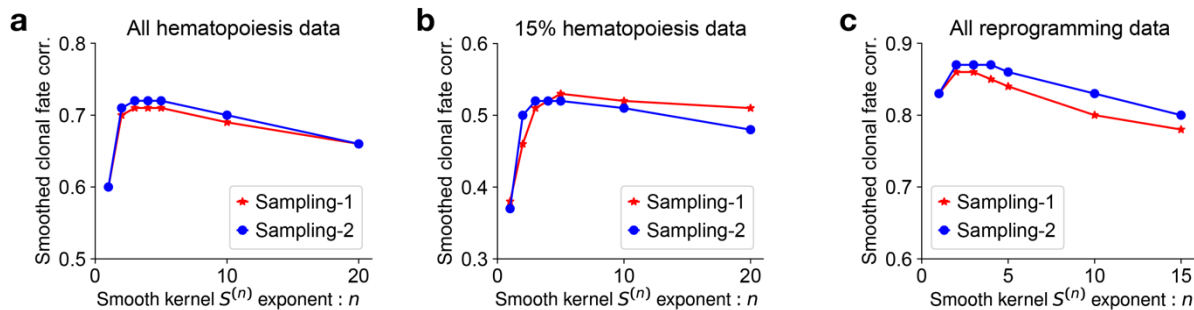 a
All hematopoiesis data
Smoothed clonal fate corr.
0.8
0.7
0.6
0.5
Sampling-1
Sampling-2
0
10
20
Smooth kernel S⁽ⁿ⁾ exponent : n
b
15% hematopoiesis data
Smoothed clonal fate corr.
0.6
0.5
0.4
0.3
Sampling-1
Sampling-2
0
10
20
Smooth kernel S⁽ⁿ⁾ exponent : n
c
All reprogramming data
Smoothed clonal fate corr.
0.9
0.8
0.7
0.6
Sampling-1
Sampling-2
0
5
10
15
Smooth kernel S⁽ⁿ⁾ exponent : n